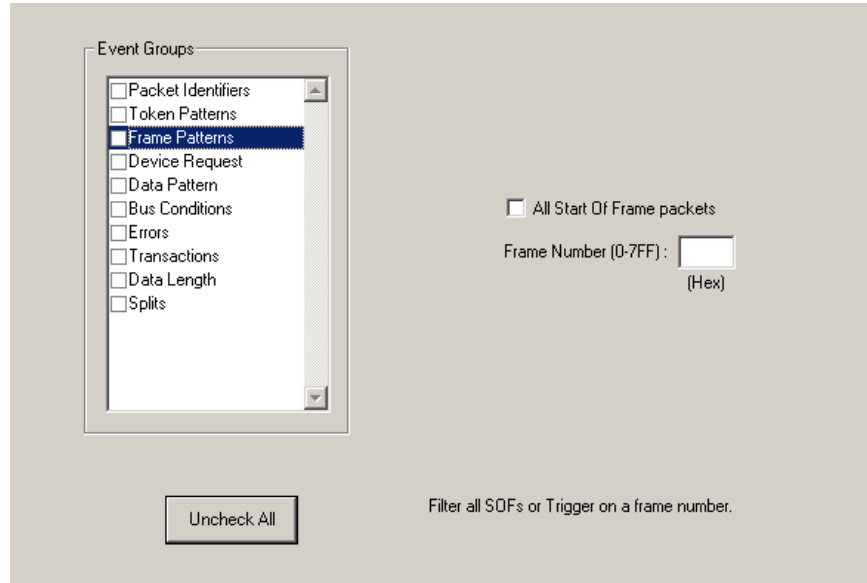 Event Groups
Packet Identifiers
Token Patterns
Frame Patterns
Device Request
Data Pattern
Bus Conditions
Errors
Transactions
Data Length
Splits
All Start Of Frame packets
Frame Number (0-7FF) :
(Hex)
Uncheck All
Filter all SOFs or Trigger on a frame number.